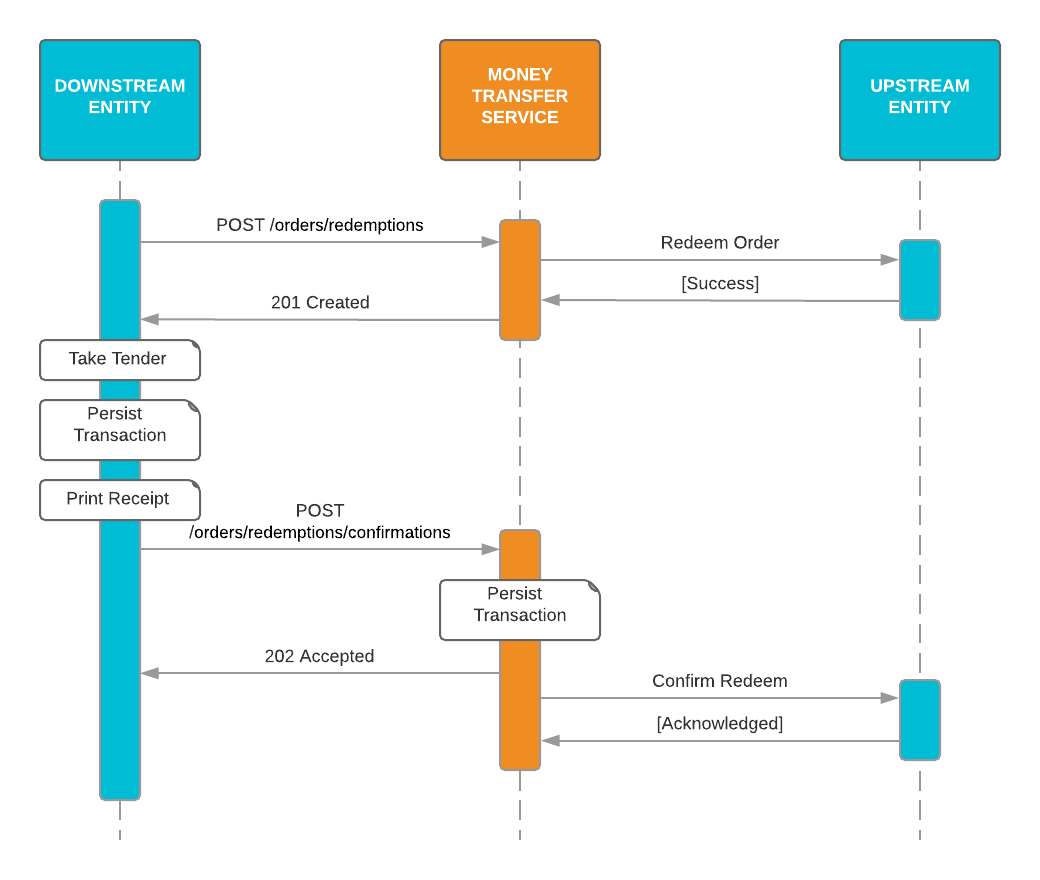 DOWNSTREAM
ENTITY
MONEY
TRANSFER
SERVICE
UPSTREAM
ENTITY
POST /orders/redemptions
Redeem Order
[Success]
201 Created
Take Tender
Persist
Transaction
Print Receipt
POST
/orders/redemptions/confirmations
Persist
Transaction
202 Accepted
Confirm Redeem
[Acknowledged]